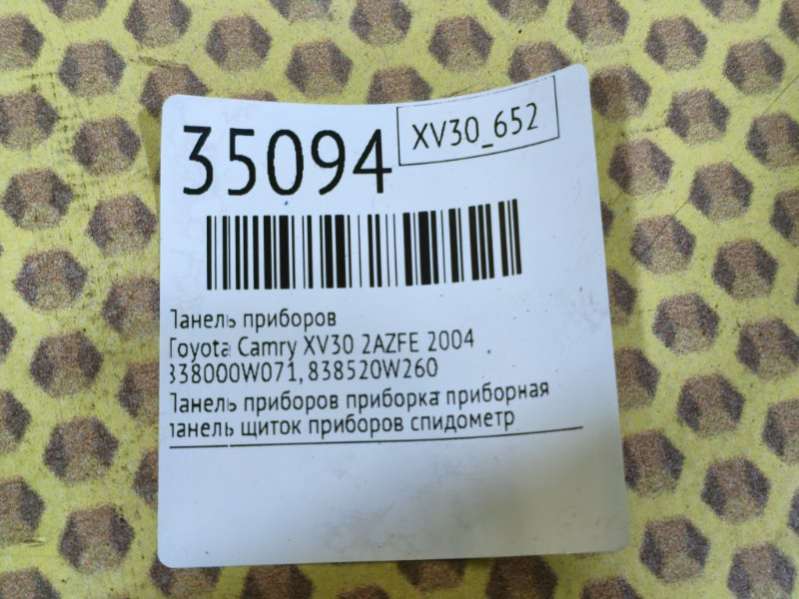 35094
XV30_652
Панель приборов
Toyota Camry XV30 2AZFE 2004
838000W071, 838520W260
Панель приборов приборка приборная
панель щиток приборов спидометр